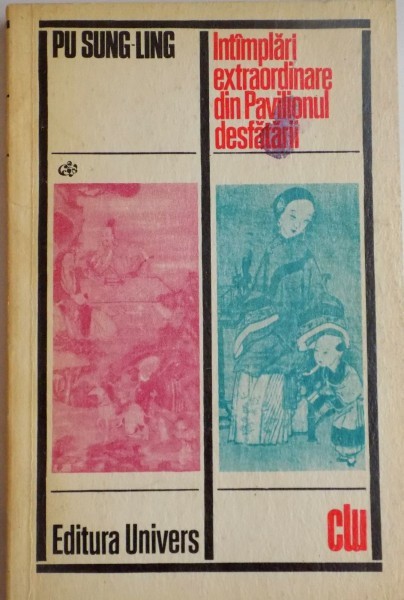 PU SUNG-LING
Intîmplări
extraordinare
din Pavilionul
desfătării
Editura Univers
clu